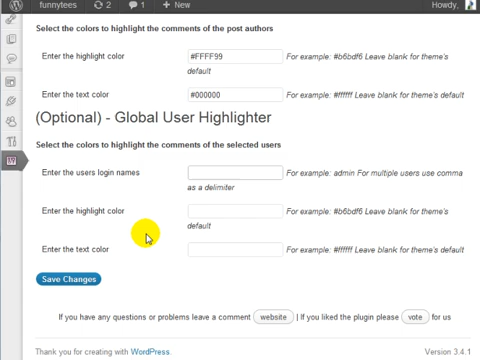 funnytees 2 1 + New Howdy,
Select the colors to highlight the comments of the post authors
Enter the highlight color #FFFF99 For example: #b6bdf6 Leave blank for theme's
default
Enter the text color #000000 For example: #ffffff Leave blank for theme's default
(Optional) - Global User Highlighter
Select the colors to highlight the comments of the selected users
Enter the users login names For example: admin For multiple users use comma
as a delimiter
Enter the highlight color For example: #b6bdf6 Leave blank for theme's
default
Enter the text color For example: #ffffff Leave blank for theme's default
Save Changes
If you have any questions or problems leave a comment website | If you liked the plugin please vote for us
Thank you for creating with WordPress. Version 3.4.1